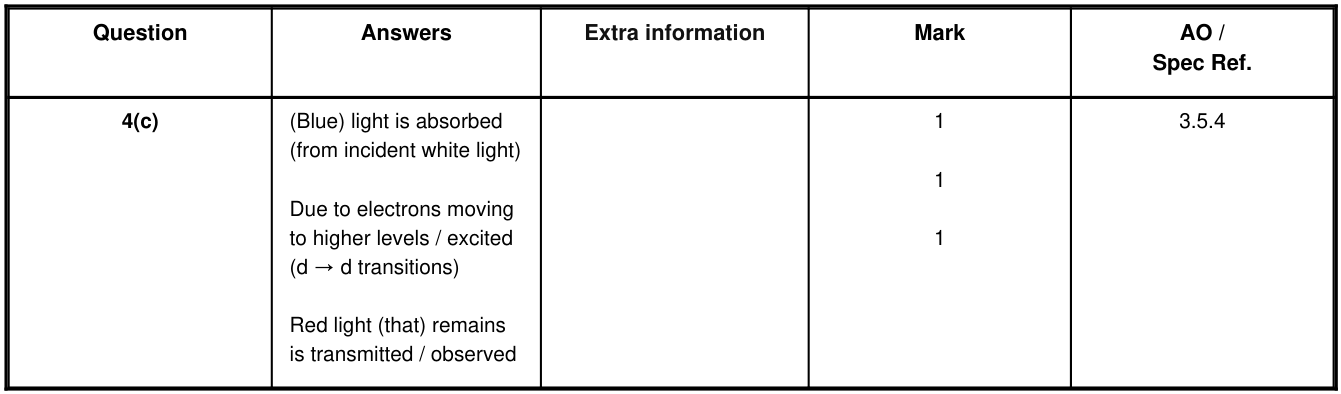 Question Answers Extra information Mark AO /
Spec Ref.
4(c) (Blue) light is absorbed 1 3.5.4
(from incident white light)
1
Due to electrons moving
to higher levels / excited 1
(d → d transitions)
Red light (that) remains
is transmitted / observed